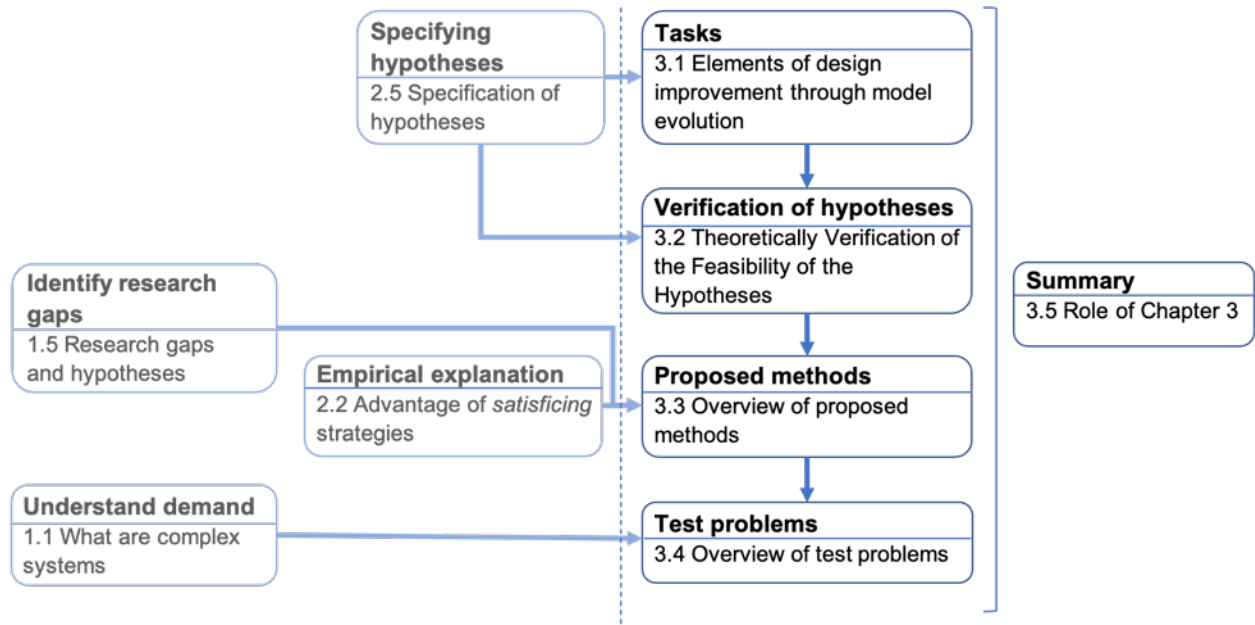 Specifying
hypotheses
2.5 Specification of
hypotheses
Tasks
3.1 Elements of design
improvement through model
evolution
Verification of hypotheses
3.2 Theoretically Verification of
the Feasibility of the
Hypotheses
Identify research
gaps
1.5 Research gaps
and hypotheses
Empirical explanation
2.2 Advantage of satisficing
strategies
Proposed methods
3.3 Overview of proposed
methods
Understand demand
1.1 What are complex
systems
Test problems
3.4 Overview of test problems
Summary
3.5 Role of Chapter 3